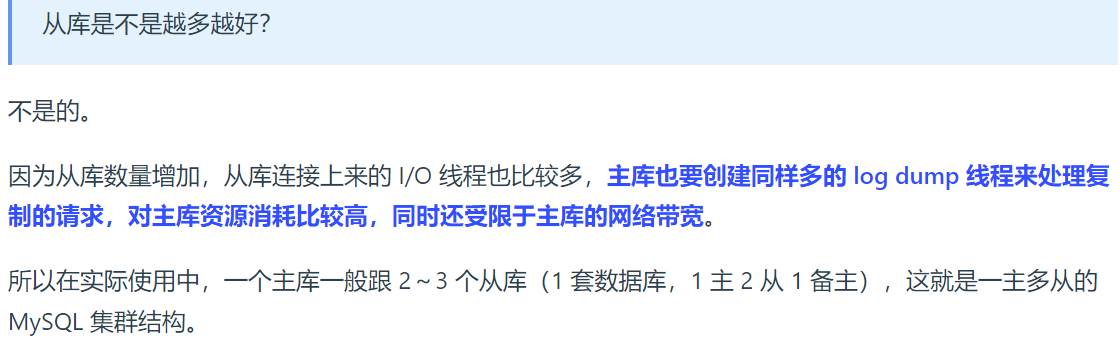 从库是不是越多越好？
不是的。
因为从库数量增加，从库连接上来的 I/O 线程也比较多，主库也要创建同样多的 log dump 线程来处理复
制的请求，对主库资源消耗比较高，同时还受限于主库的网络带宽。
所以在实际使用中，一个主库一般跟 2～3 个从库（1 套数据库，1 主 2 从 1 备主），这就是一主多从的
MySQL 集群结构。